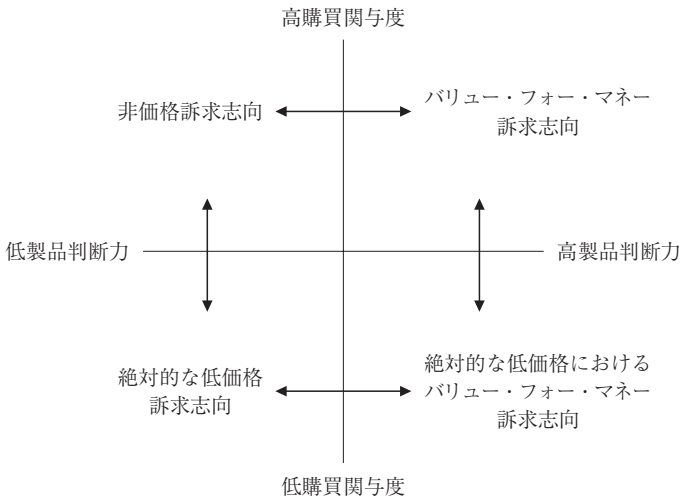 高購買関与度
非価格訴求志向
バリュー・フォー・マネー
訴求志向
低製品判断力
高製品判断力
絶対的な低価格
訴求志向
絶対的な低価格における
バリュー・フォー・マネー
訴求志向
低購買関与度